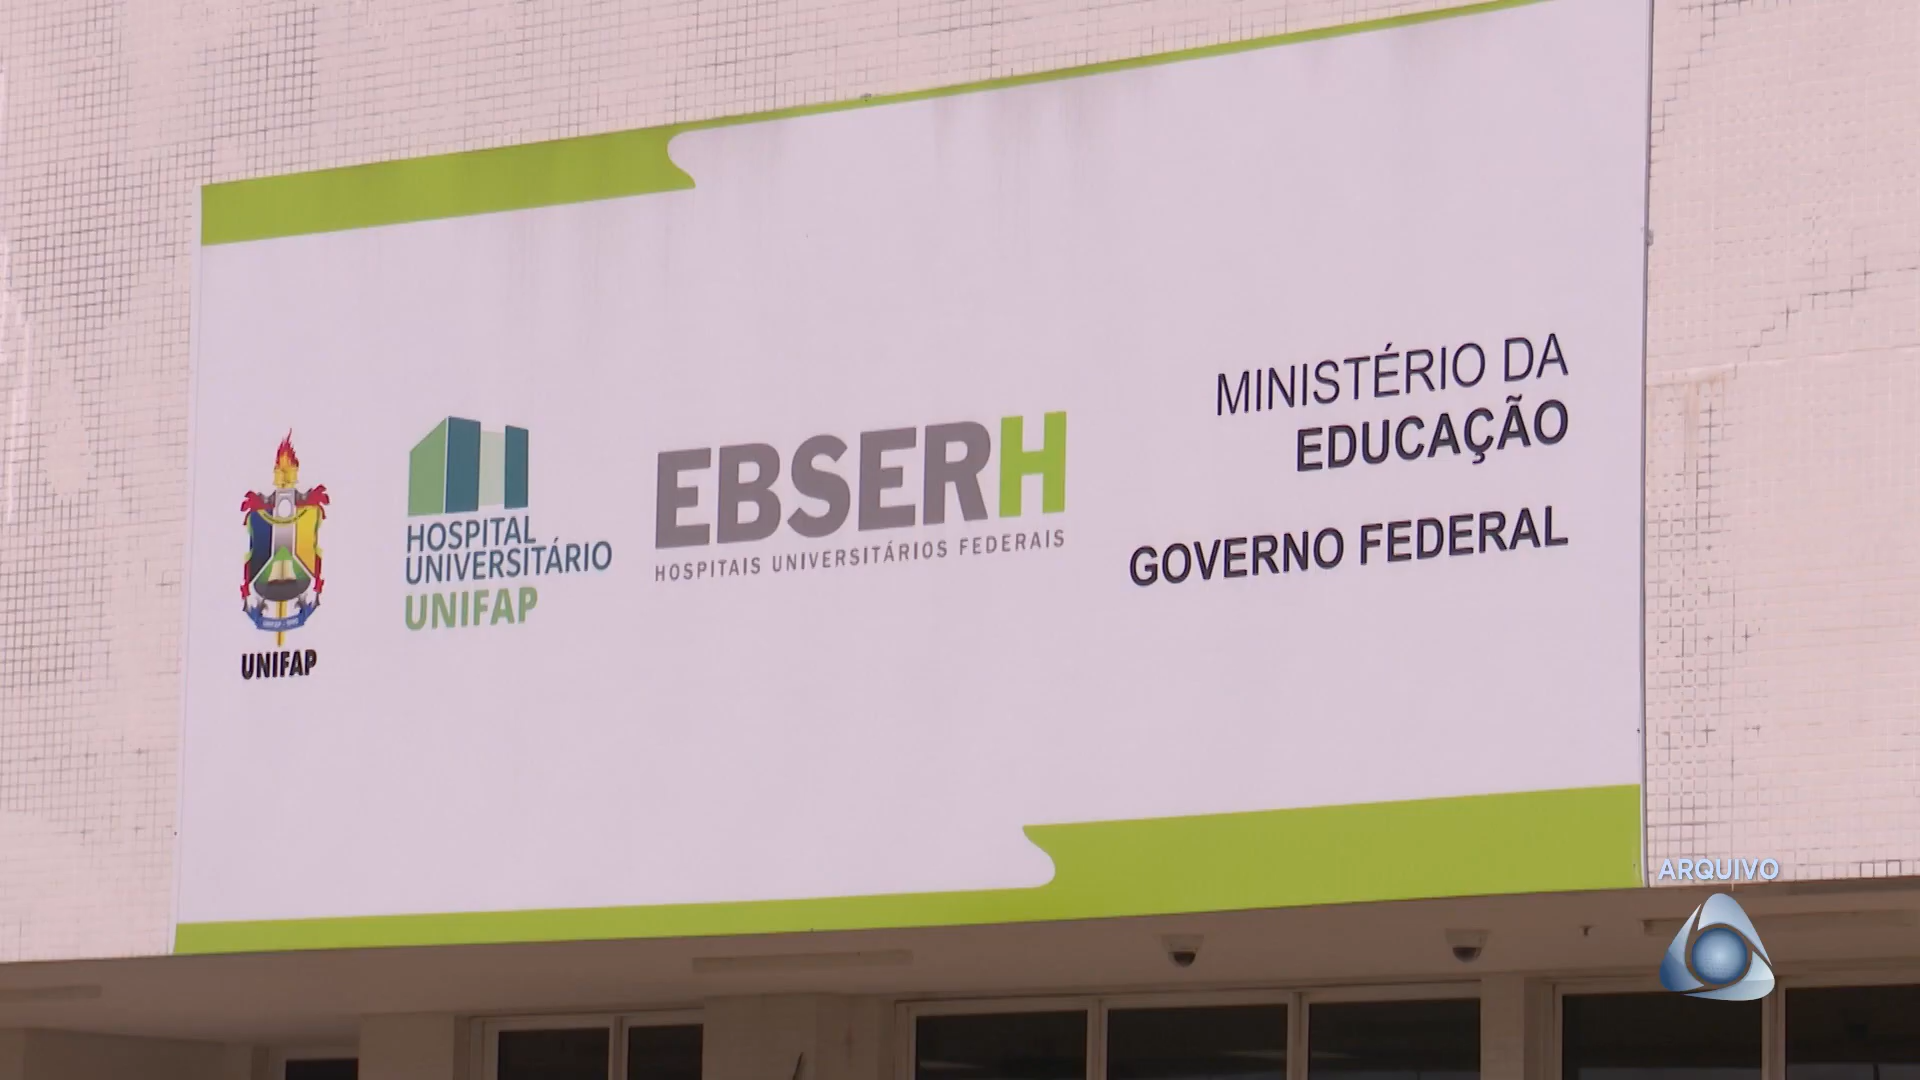 UNIFAP
HOSPITAL
UNIVERSITÁRIO
UNIFAP
EBSERH
HOSPITAIS UNIVERSITÁRIOS FEDERAIS
MINISTÉRIO DA
EDUCAÇÃO
GOVERNO FEDERAL
ARQUIVO